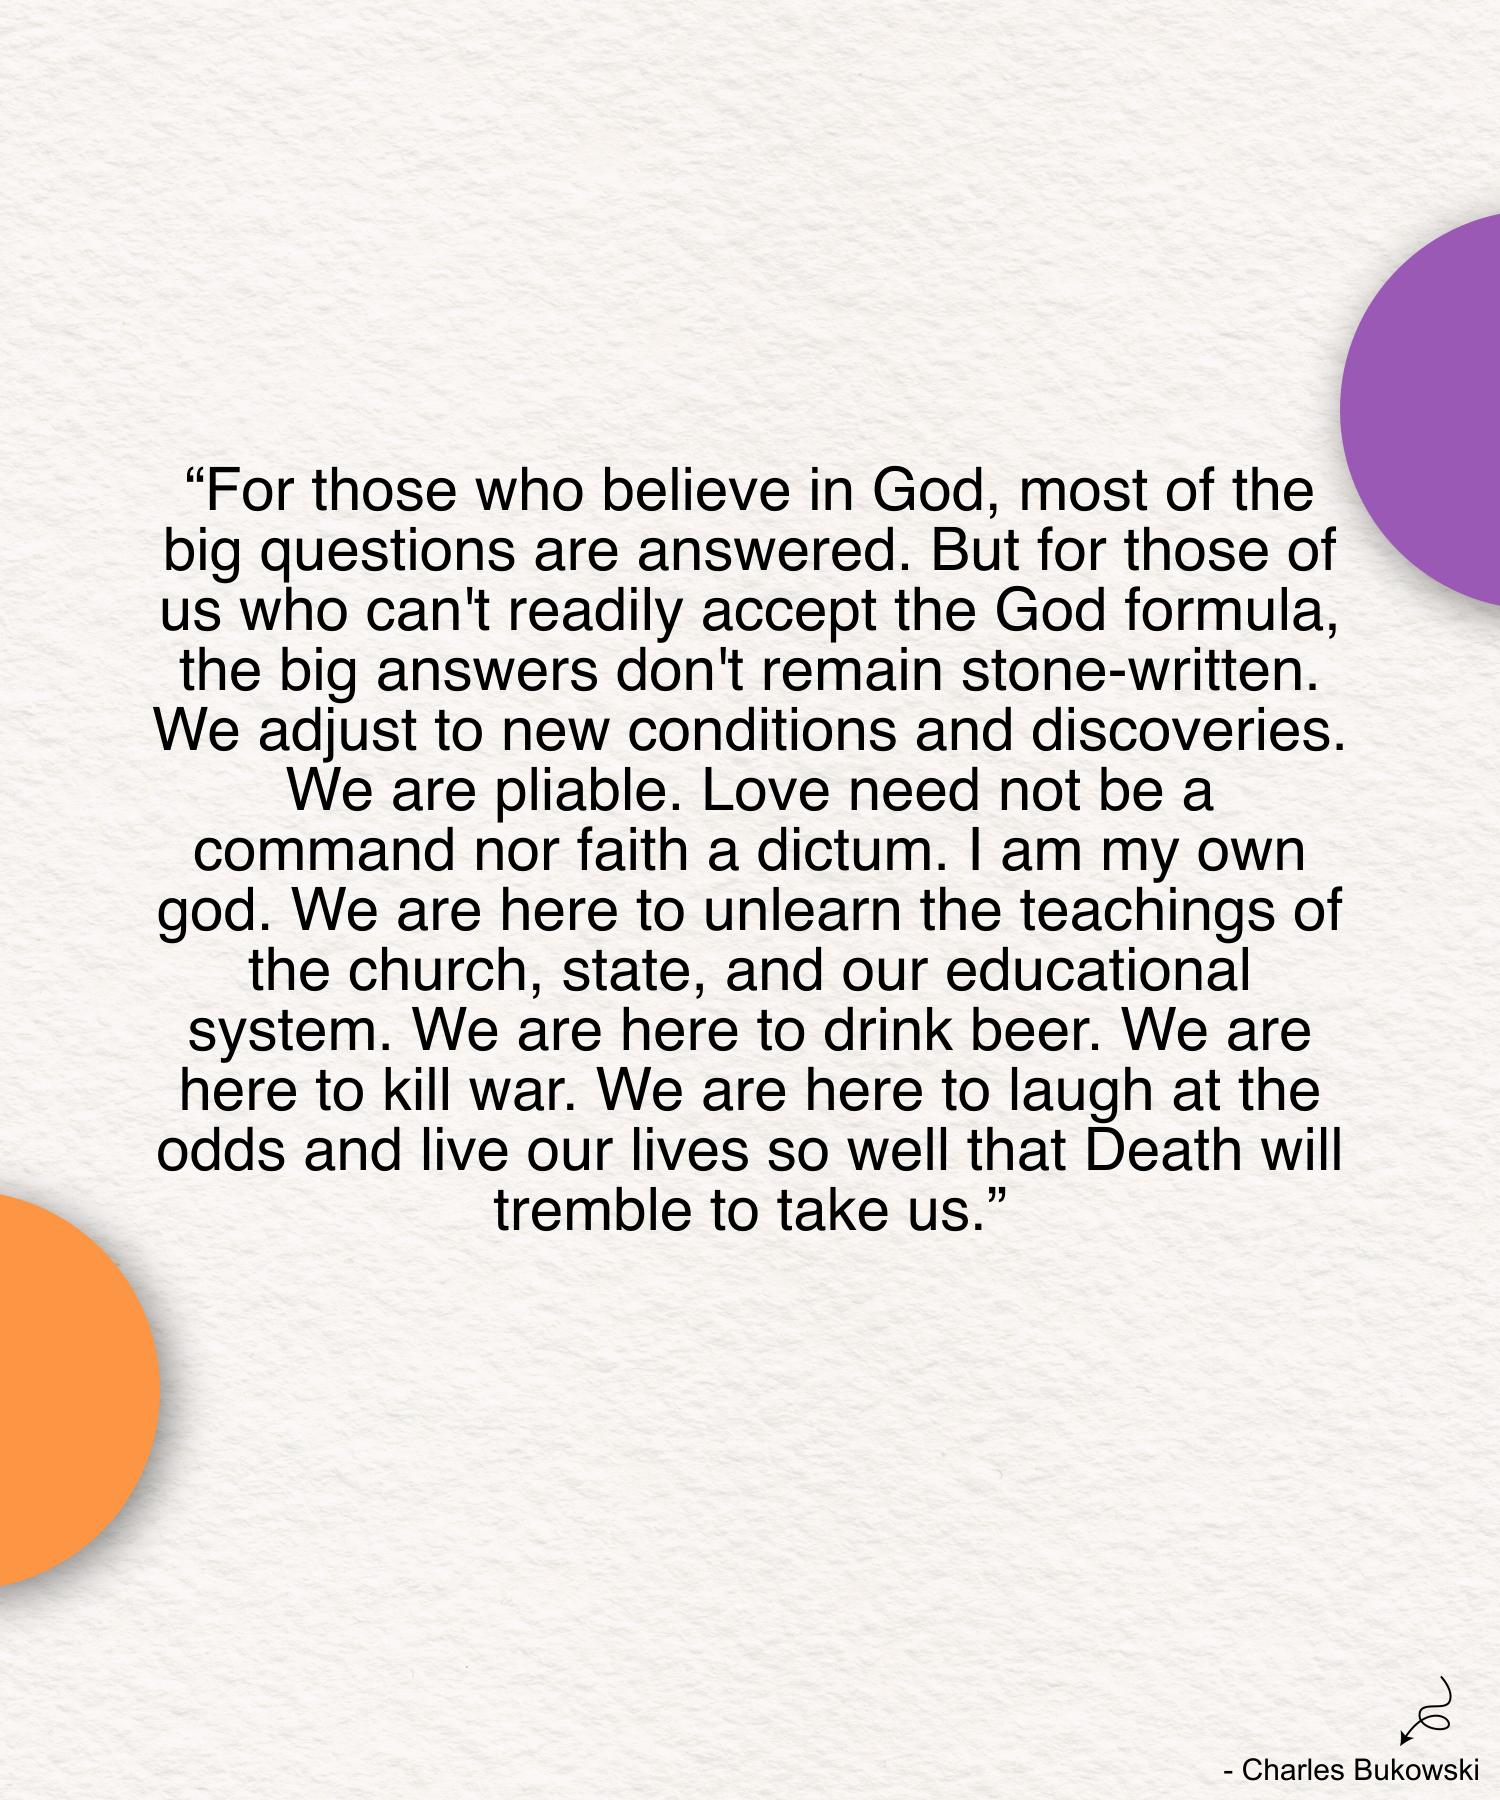 “For those who believe in God, most of the
big questions are answered. But for those of
us who can't readily accept the God formula,
the big answers don't remain stone-written.
We adjust to new conditions and discoveries.
We are pliable. Love need not be a
command nor faith a dictum. I am my own
god. We are here to unlearn the teachings of
the church, state, and our educational
system. We are here to drink beer. We are
here to kill war. We are here to laugh at the
odds and live our lives so well that Death will
tremble to take us.”
- Charles Bukowski